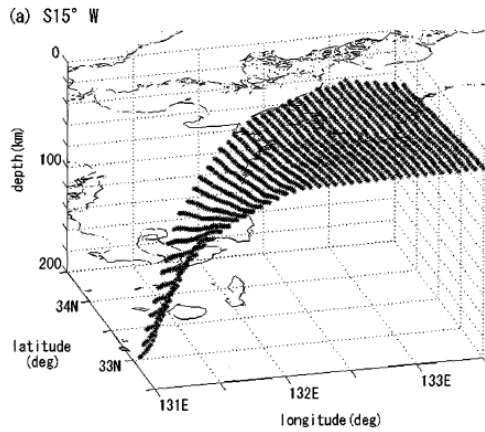 (a) S15° W
0
100
200
depth(km)
34N
33N
latitude
(deg)
131E
132E
133E
longitude(deg)